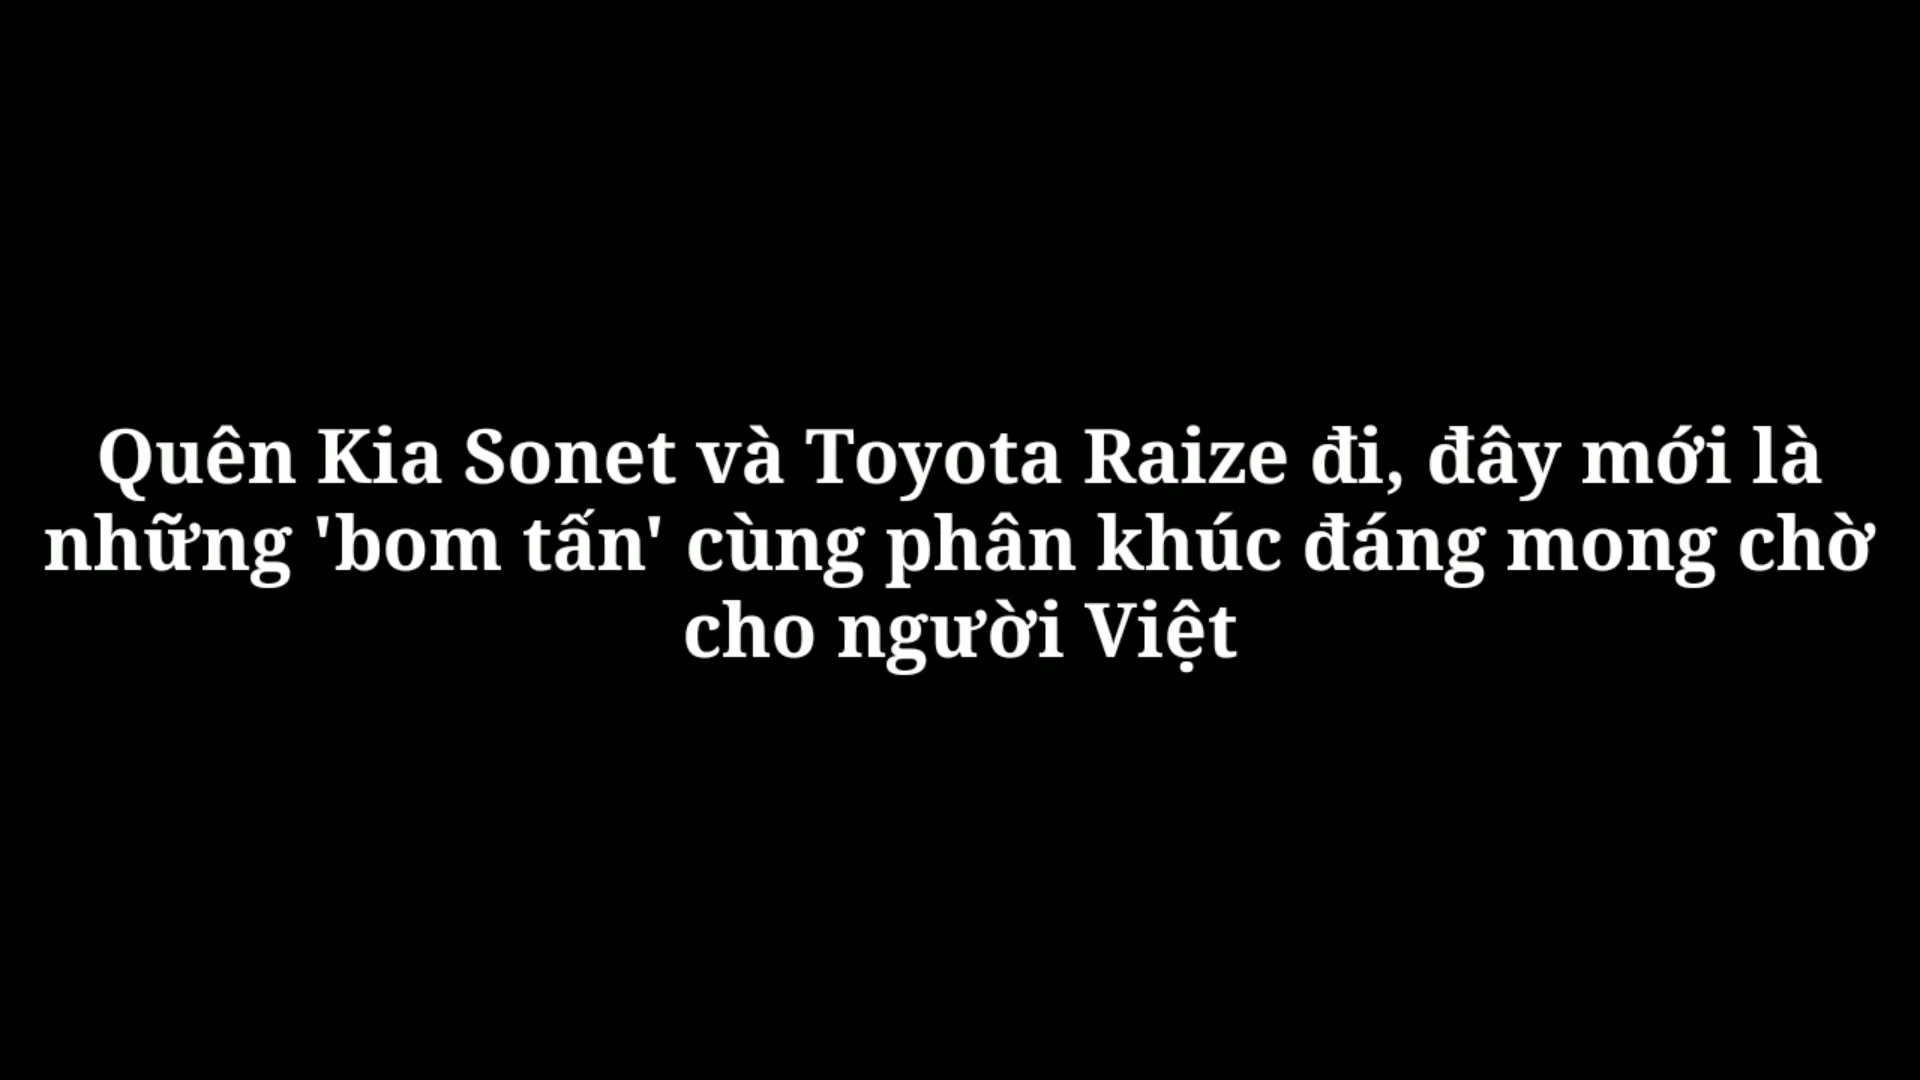 Quên Kia Sonet và Toyota Raize đi, đây mới là
những 'bom tấn' cùng phân khúc đáng mong chờ
cho người Việt